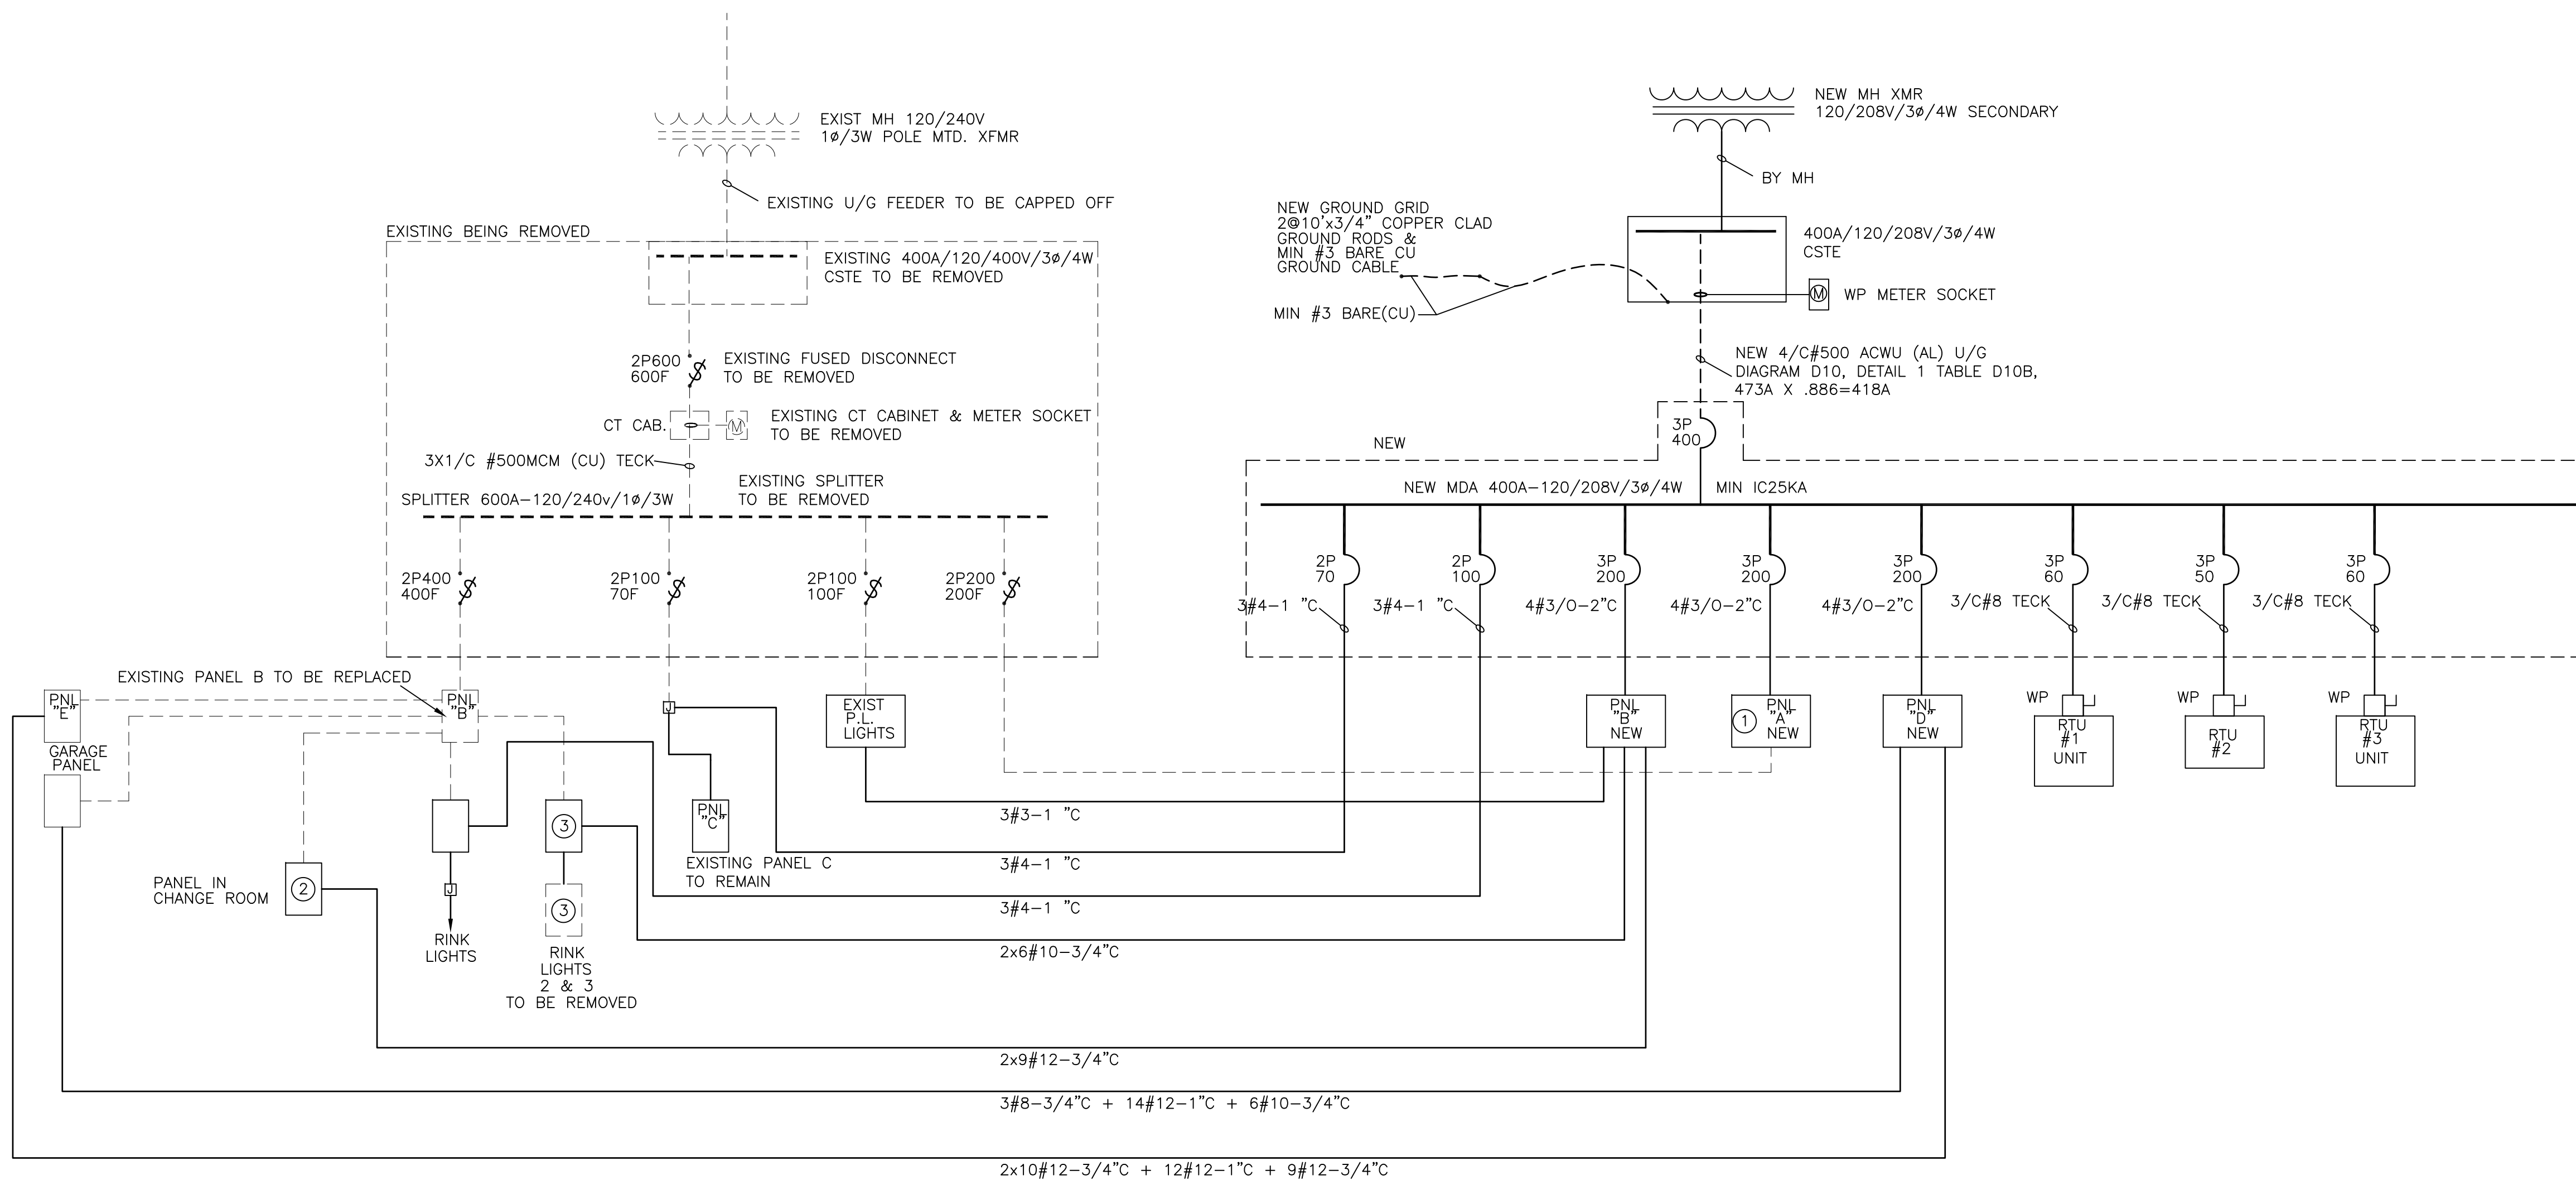 EXIST MH 120/240V
1ø/3W POLE MTD. XFMR
EXISTING U/G FEEDER TO BE CAPPED OFF
EXISTING BEING REMOVED
EXISTING 400A/120/400V/3ø/4W
CSTE TO BE REMOVED
2P600
600F
EXISTING FUSED DISCONNECT
TO BE REMOVED
CT CAB.
M
EXISTING CT CABINET & METER SOCKET
TO BE REMOVED
3X1/C #500MCM (CU) TECK
EXISTING SPLITTER
TO BE REMOVED
SPLITTER 600A-120/240v/1ø/3W
2P400
400F
2P100
70F
2P100
100F
2P200
200F
EXISTING PANEL B TO BE REPLACED
PNL
"E"
PNL
"B"
GARAGE
PANEL
J
EXIST
P.L.
LIGHTS
PNL
"C"
EXISTING PANEL C
TO REMAIN
PANEL IN
CHANGE ROOM
2
J
RINK
LIGHTS
3
3
RINK
LIGHTS
2 & 3
TO BE REMOVED
NEW MH XMR
120/208V/3ø/4W SECONDARY
BY MH
NEW GROUND GRID
2@10'x3/4" COPPER CLAD
GROUND RODS &
MIN #3 BARE CU
GROUND CABLE
MIN #3 BARE(CU)
400A/120/208V/3ø/4W
CSTE
M
WP METER SOCKET
NEW 4/C#500 ACWU (AL) U/G
DIAGRAM D10, DETAIL 1 TABLE D10B,
473A X .886=418A
3P
400
NEW
NEW MDA 400A-120/208V/3ø/4W
MIN IC25KA
2P
70
2P
100
3P
200
3P
200
3P
200
3P
60
3P
50
3P
60
3#4-1 "C
3#4-1 "C
4#3/O-2"C
4#3/O-2"C
4#3/O-2"C
3/C#8 TECK
3/C#8 TECK
3/C#8 TECK
PNL
"B"
NEW
1
PNL
"A"
NEW
PNL
"D"
NEW
WP
RTU
#1
UNIT
WP
RTU
#2
WP
RTU
#3
UNIT
3#3-1 "C
3#4-1 "C
3#4-1 "C
2x6#10-3/4"C
2x9#12-3/4"C
3#8-3/4"C + 14#12-1"C + 6#10-3/4"C
2x10#12-3/4"C + 12#12-1"C + 9#12-3/4"C